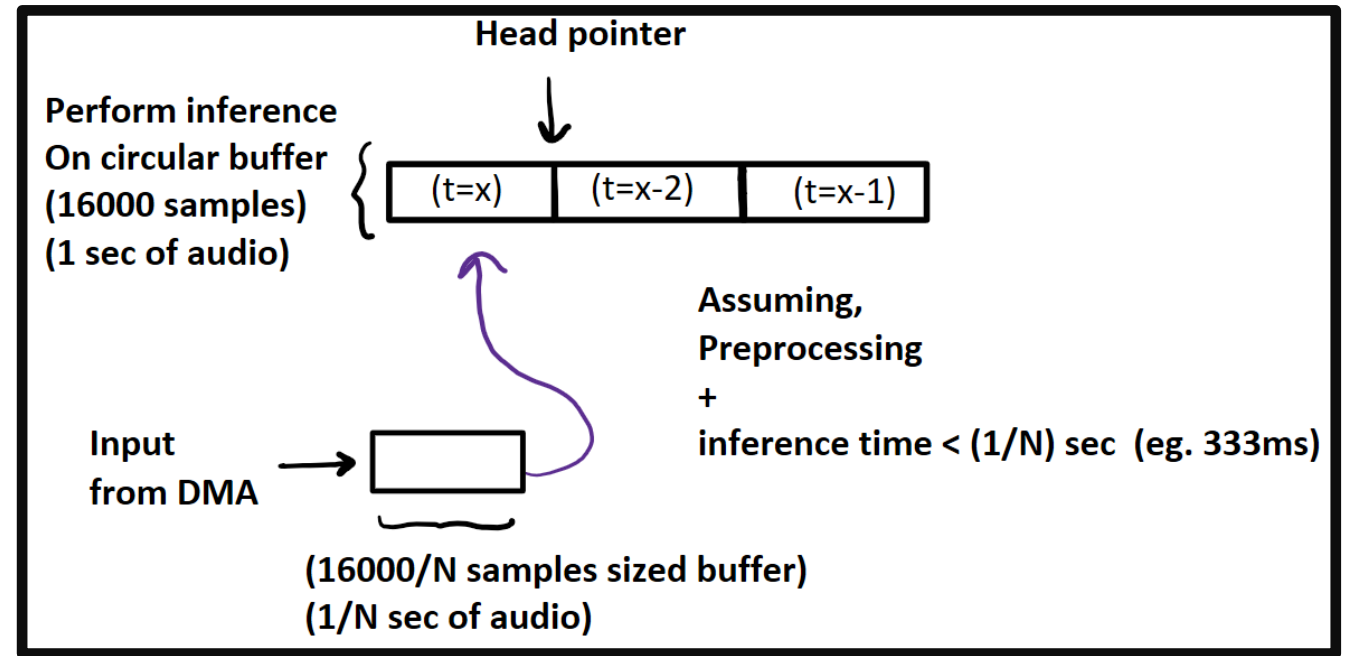 Head pointer
Perform inference
On circular buffer
(16000 samples)
(1 sec of audio)
(t=x)
(t=x-2)
(t=x-1)
Assuming,
Preprocessing
+
inference time < (1/N) sec (eg. 333ms)
Input
from DMA
(16000/N samples sized buffer)
(1/N sec of audio)